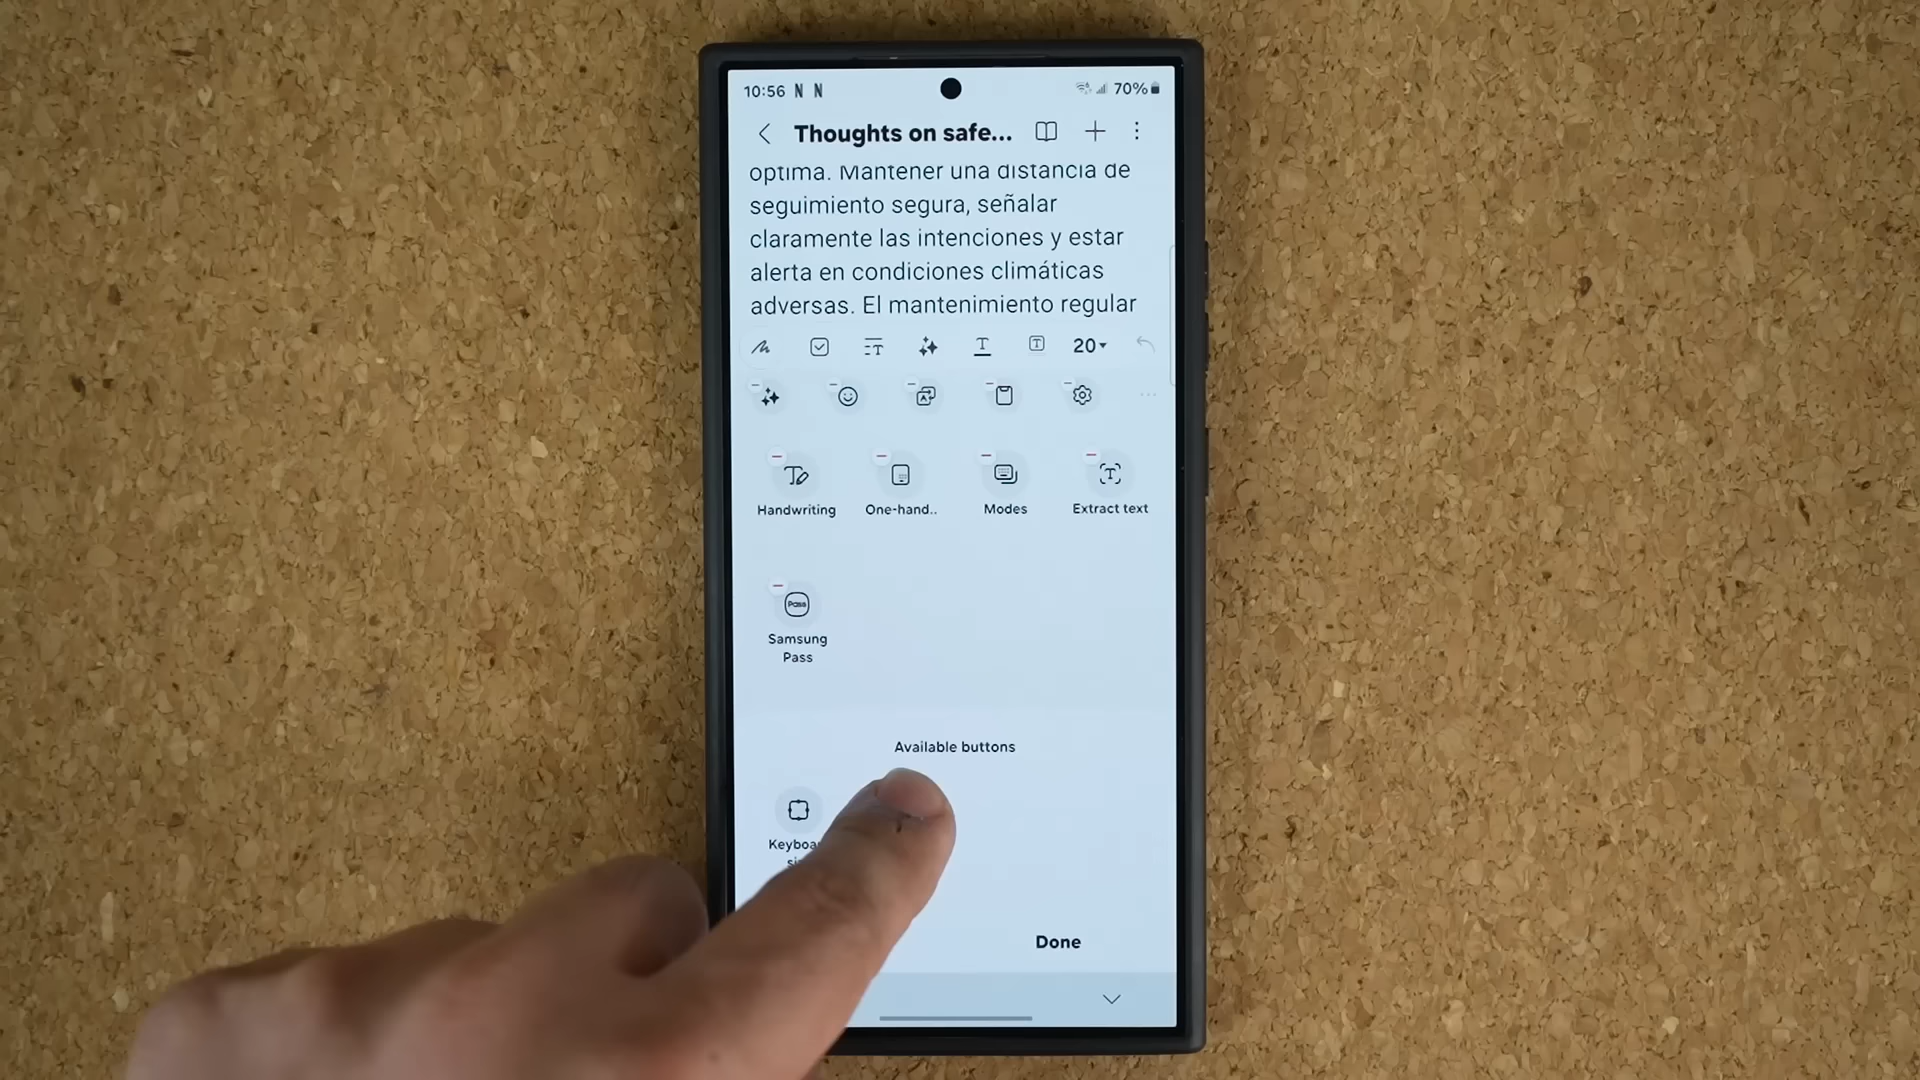 10:56 N N 70%
Thoughts on safe...
óptima. Mantener una distancia de
seguimiento segura, señalar
claramente las intenciones y estar
alerta en condiciones climáticas
adversas. El mantenimiento regular
20
Handwriting One-hand.. Modes Extract text
Pass
Samsung
Pass
Available buttons
Done